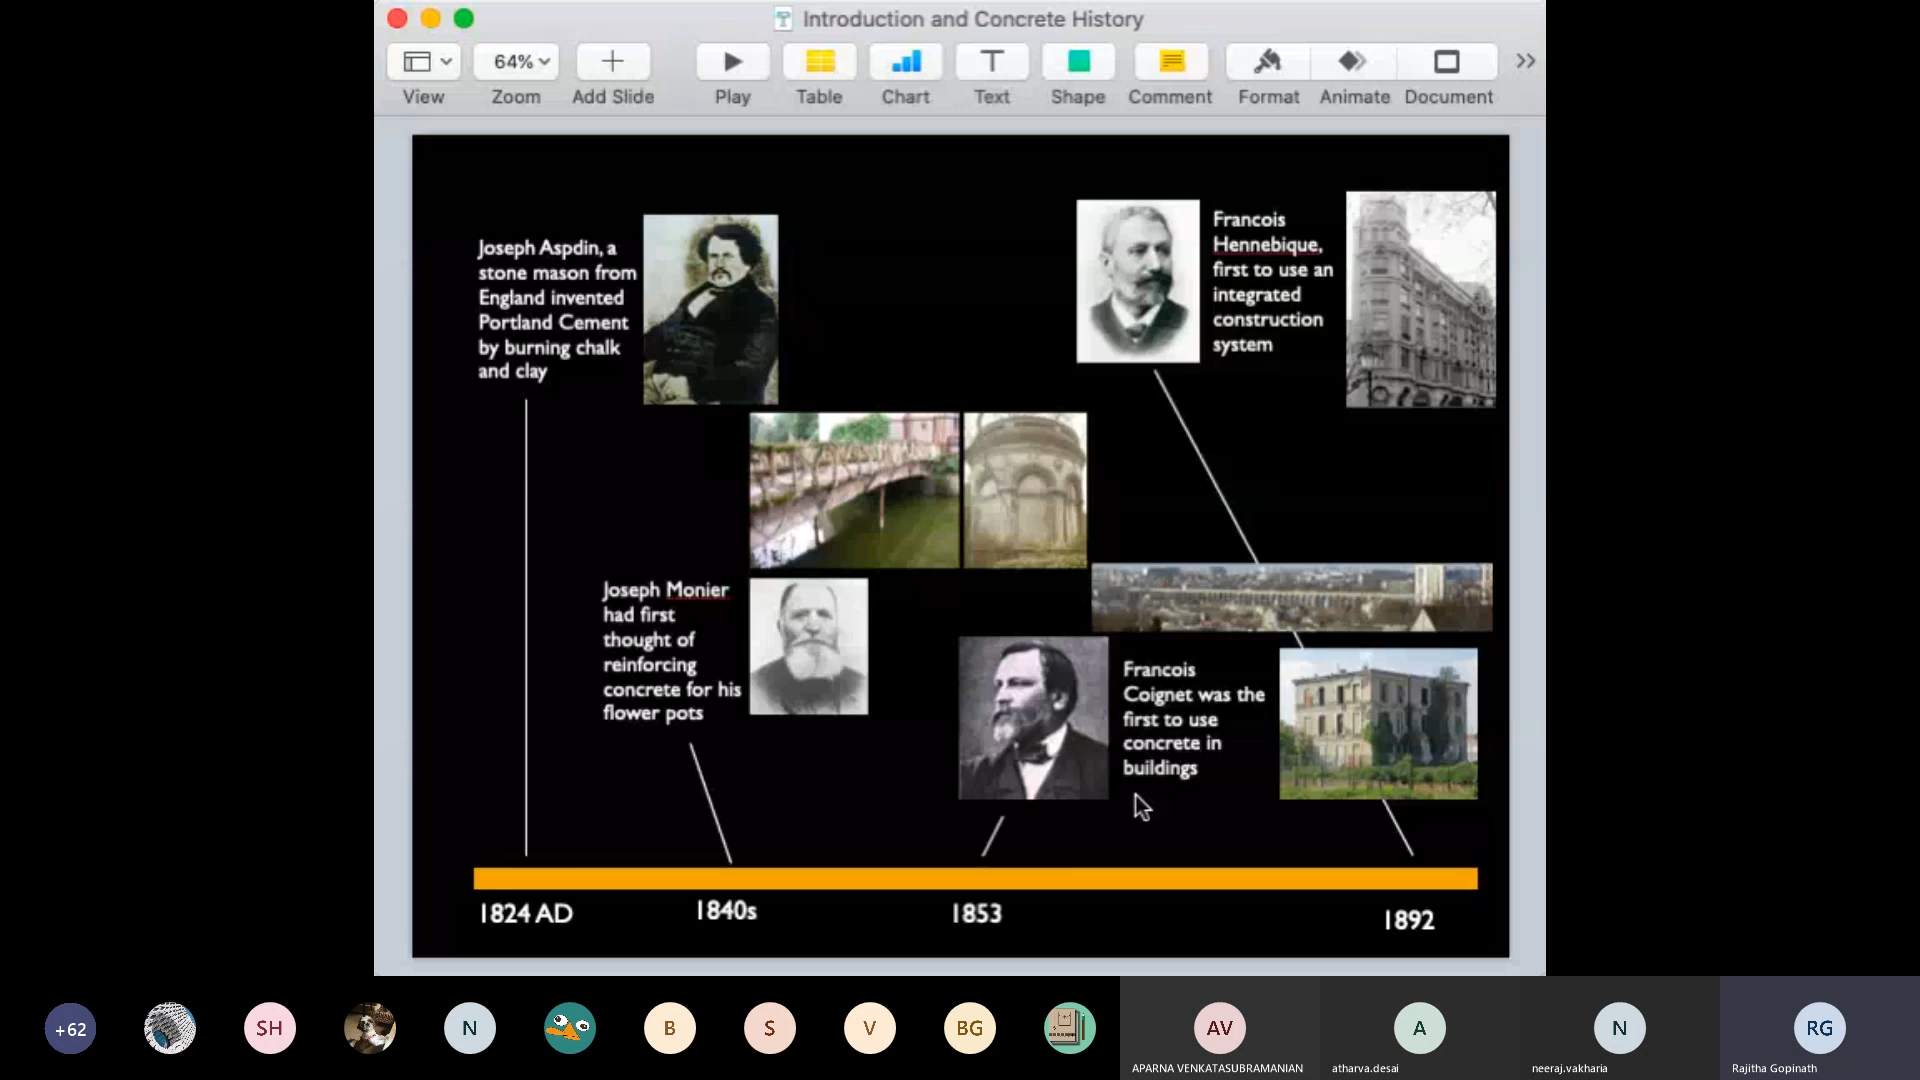 Introduction and Concrete History
64%
View
Zoom
Add Slide
Play
Table
Chart
Text
Shape
Comment
Format
Animate
Document
Joseph Aspdin, a
stone mason from
England invented
Portland Cement
by burning chalk
and clay
Francois
Hennebique,
first to use an
integrated
construction
system
Joseph Monier
had first
thought of
reinforcing
concrete for his
flower pots
Francois
Coignet was the
first to use
concrete in
buildings
1824 AD
1840s
1853
1892
+62
SH
N
B
S
V
BG
AV
APARNA VENKATASUBRAMANIAN
A
atharva.desai
N
neeraj.vakharia
RG
Rajitha Gopinath